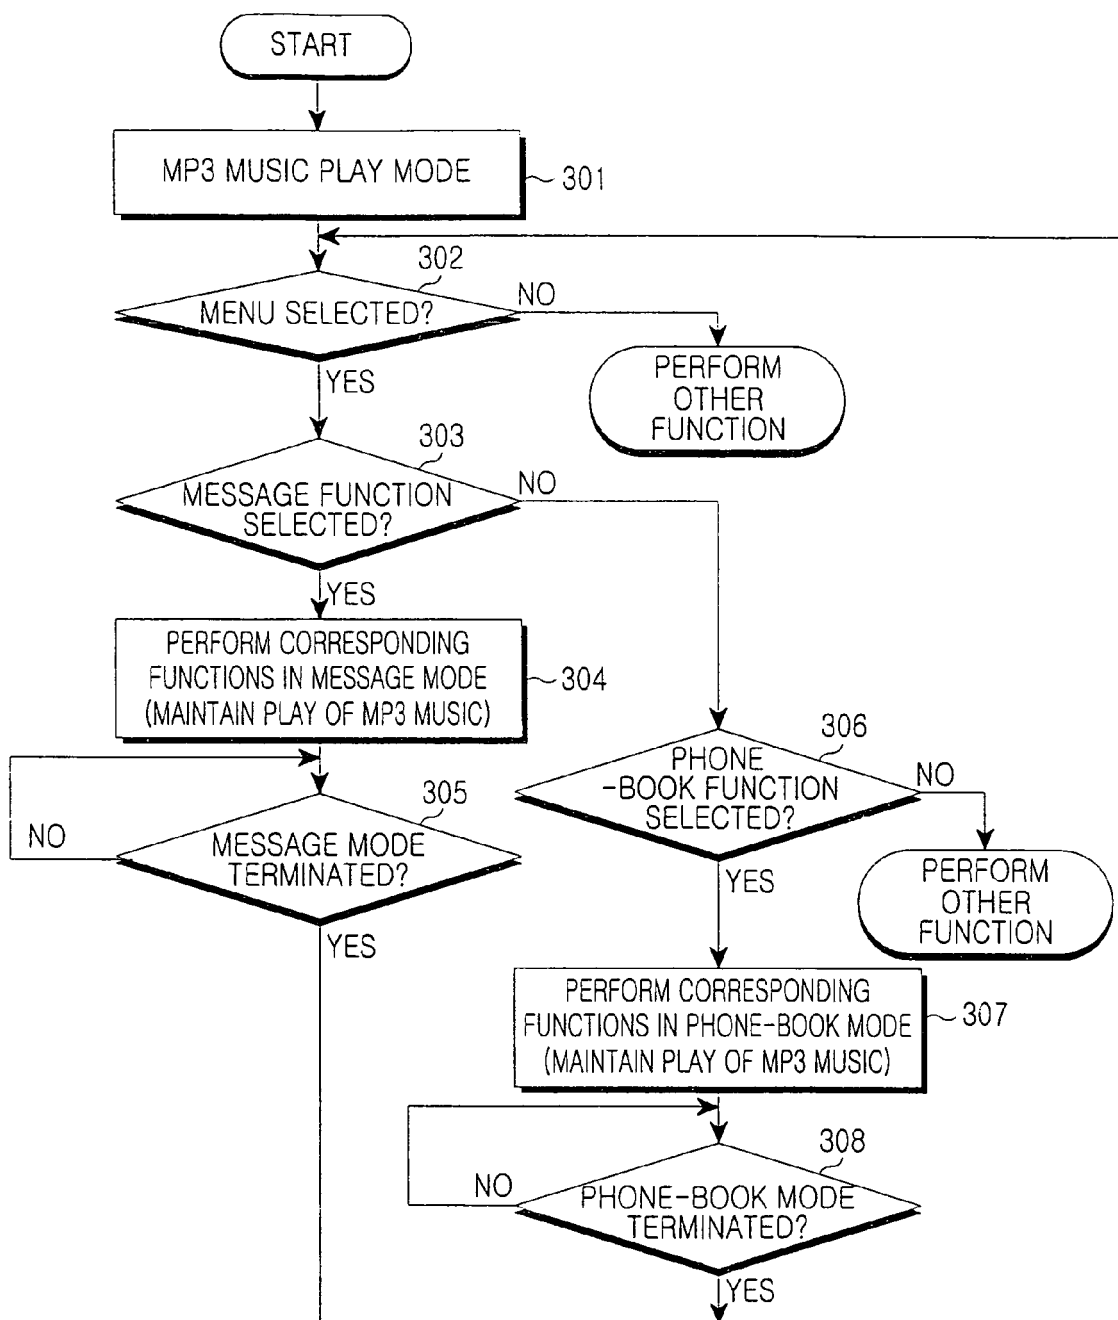 START
MP3 MUSIC PLAY MODE
301
302
MENU SELECTED?
NO
YES
PERFORM
OTHER
FUNCTION
303
MESSAGE FUNCTION
SELECTED?
NO
YES
PERFORM CORRESPONDING
FUNCTIONS IN MESSAGE MODE
(MAINTAIN PLAY OF MP3 MUSIC)
304
305
MESSAGE MODE
TERMINATED?
NO
YES
306
PHONE
-BOOK FUNCTION
SELECTED?
NO
YES
PERFORM
OTHER
FUNCTION
PERFORM CORRESPONDING
FUNCTIONS IN PHONE-BOOK MODE
(MAINTAIN PLAY OF MP3 MUSIC)
307
308
PHONE-BOOK MODE
TERMINATED?
NO
YES